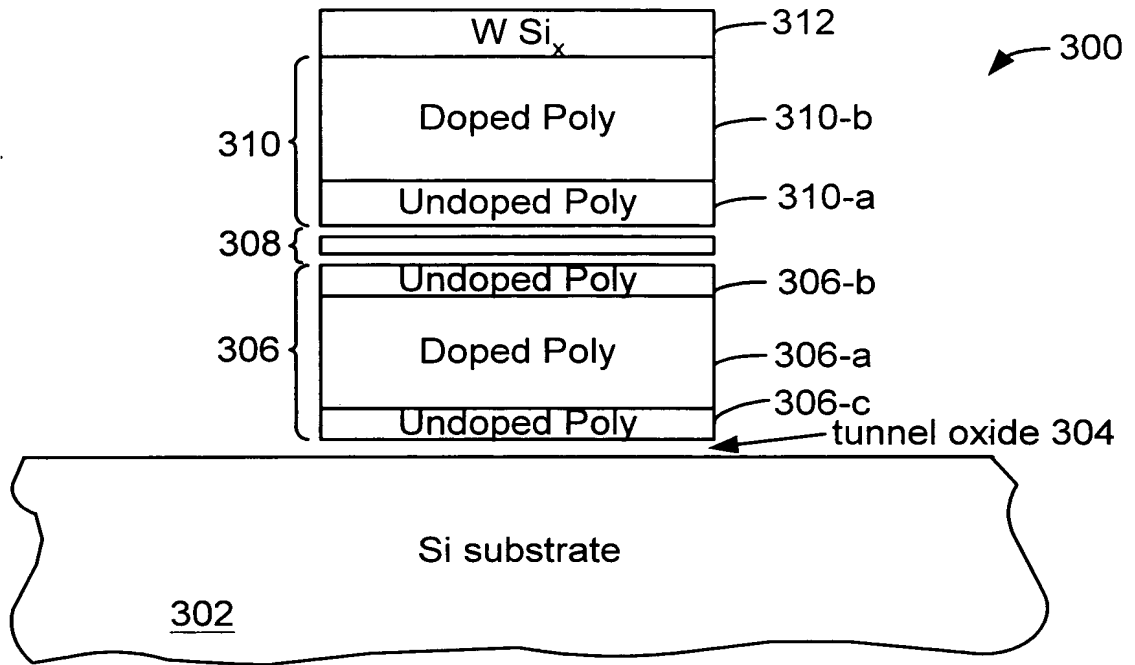 W Six
312
300
Doped Poly
310-b
310
Undoped Poly
310-a
308
Undoped Poly
306-b
306
Doped Poly
306-a
Undoped Poly
306-c
tunnel oxide 304
Si substrate
302